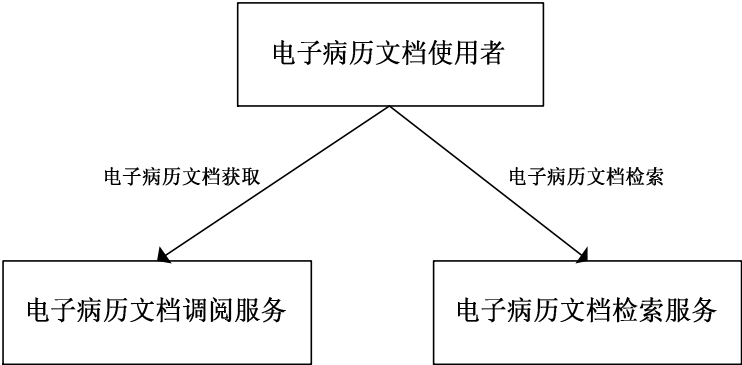 电子病历文档使用者
电子病历文档获取
电子病历文档检索
电子病历文档调阅服务
电子病历文档检索服务